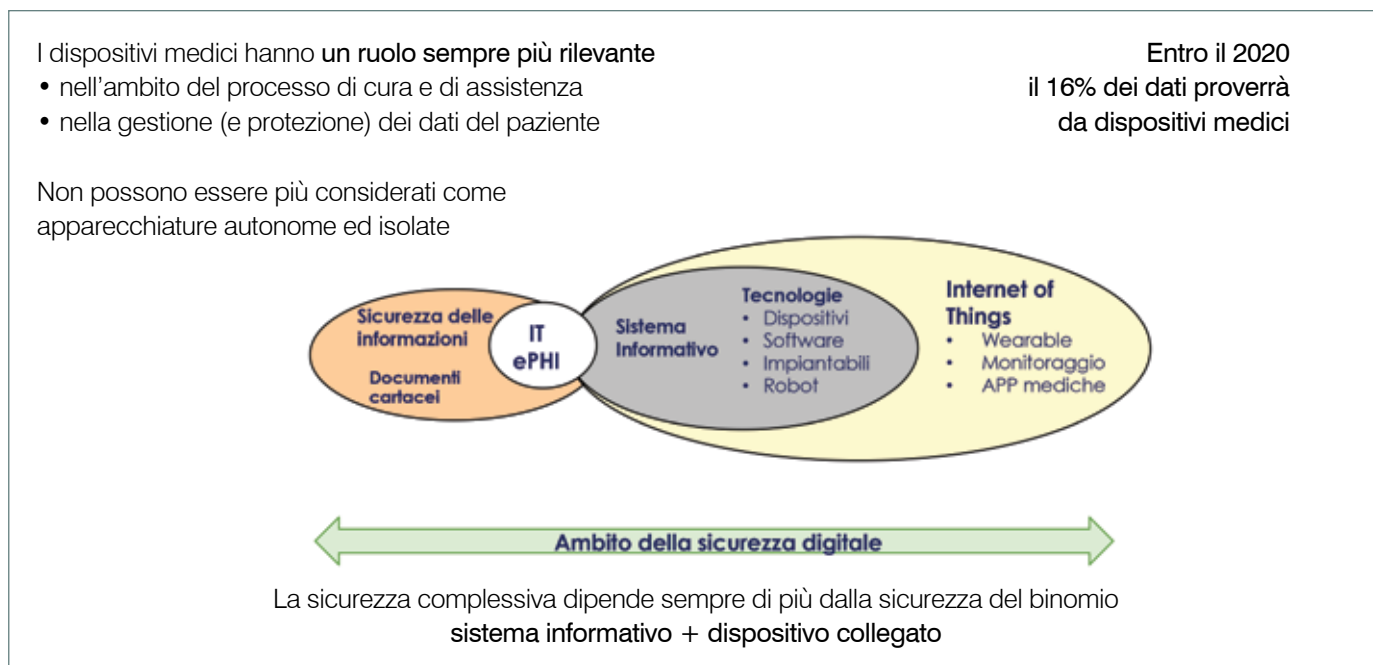 I dispositivi medici hanno un ruolo sempre più rilevante
• nell'ambito del processo di cura e di assistenza
• nella gestione (e protezione) dei dati del paziente
Entro il 2020
il 16% dei dati proverrà
da dispositivi medici
Non possono essere più considerati come
apparecchiature autonome ed isolate
Sicurezza delle
informazioni
Documenti
cartacei
IT
ePHI
Sistema
Informativo
Tecnologie
• Dispositivi
• Software
• Impiantabili
• Robot
Internet of
Things
• Wearable
• Monitoraggio
• APP mediche
Ambito della sicurezza digitale
La sicurezza complessiva dipende sempre di più dalla sicurezza del binomio
sistema informativo + dispositivo collegato